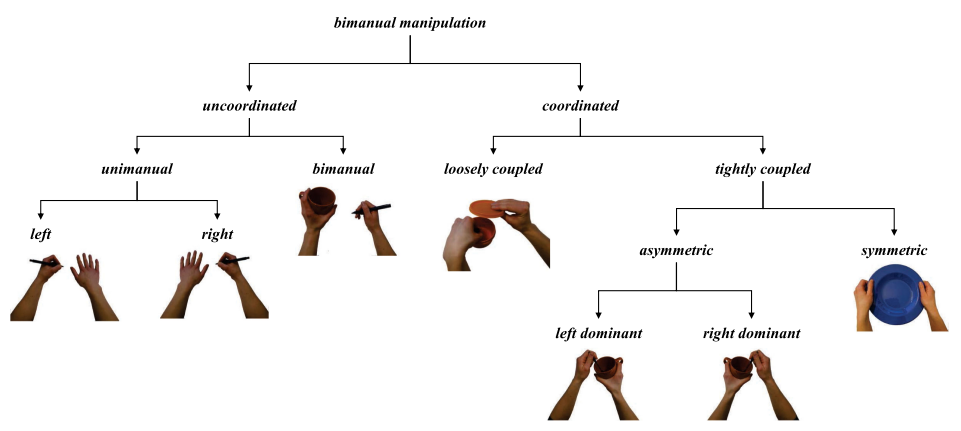 bimanual manipulation
uncoordinated
coordinated
unimanual
bimanual
loosely coupled
tightly coupled
left
right
asymmetric
symmetric
left dominant
right dominant